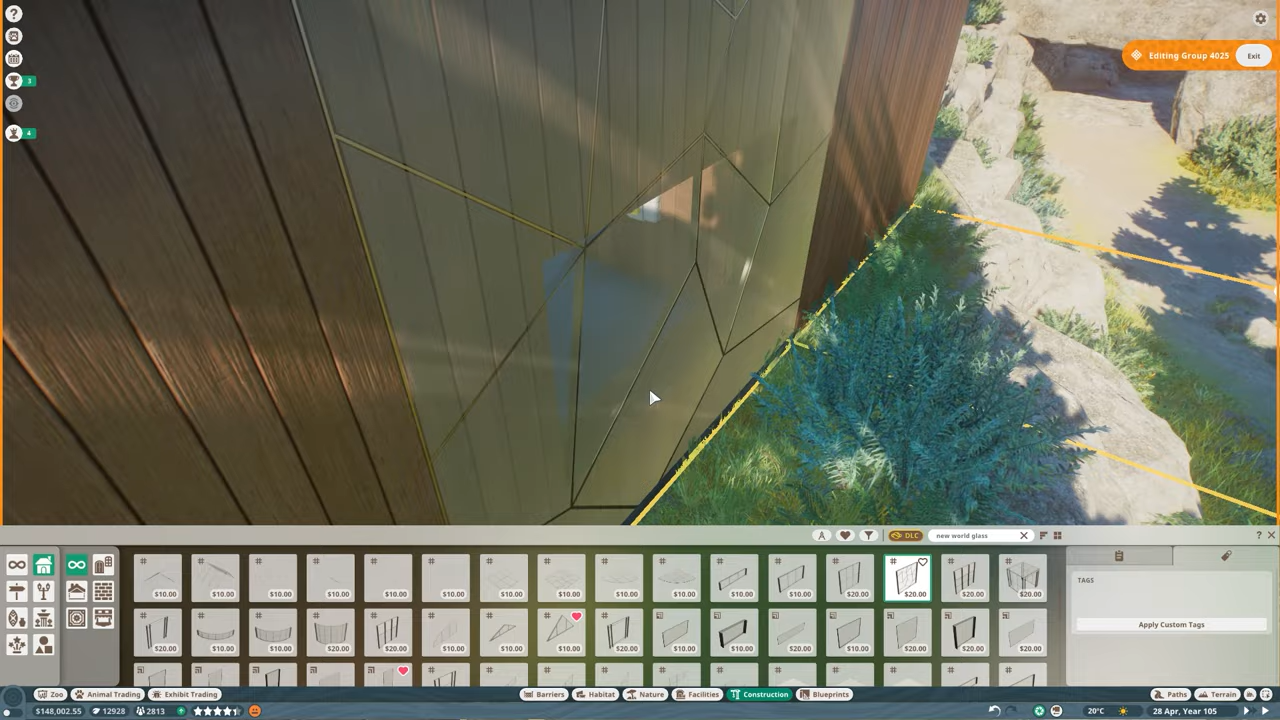 ?
3
4
Editing Group 4025
Exit
DLC
new world glass
?
$10.00 $10.00 $10.00 $10.00 $10.00 $10.00 $10.00 $10.00 $10.00 $10.00 $10.00 $10.00 $20.00 $20.00 $20.00 $20.00
$20.00 $20.00 $20.00 $20.00 $20.00 $10.00 $10.00 $10.00 $20.00 $10.00 $10.00 $10.00 $10.00 $20.00 $20.00 $10.00
TAGS
Apply Custom Tags
Zoo Animal Trading Exhibit Trading Barriers Habitat Nature Facilities Construction Blueprints Paths Terrain
$148,002.55 12928 2813 20°C 28 Apr, Year 105